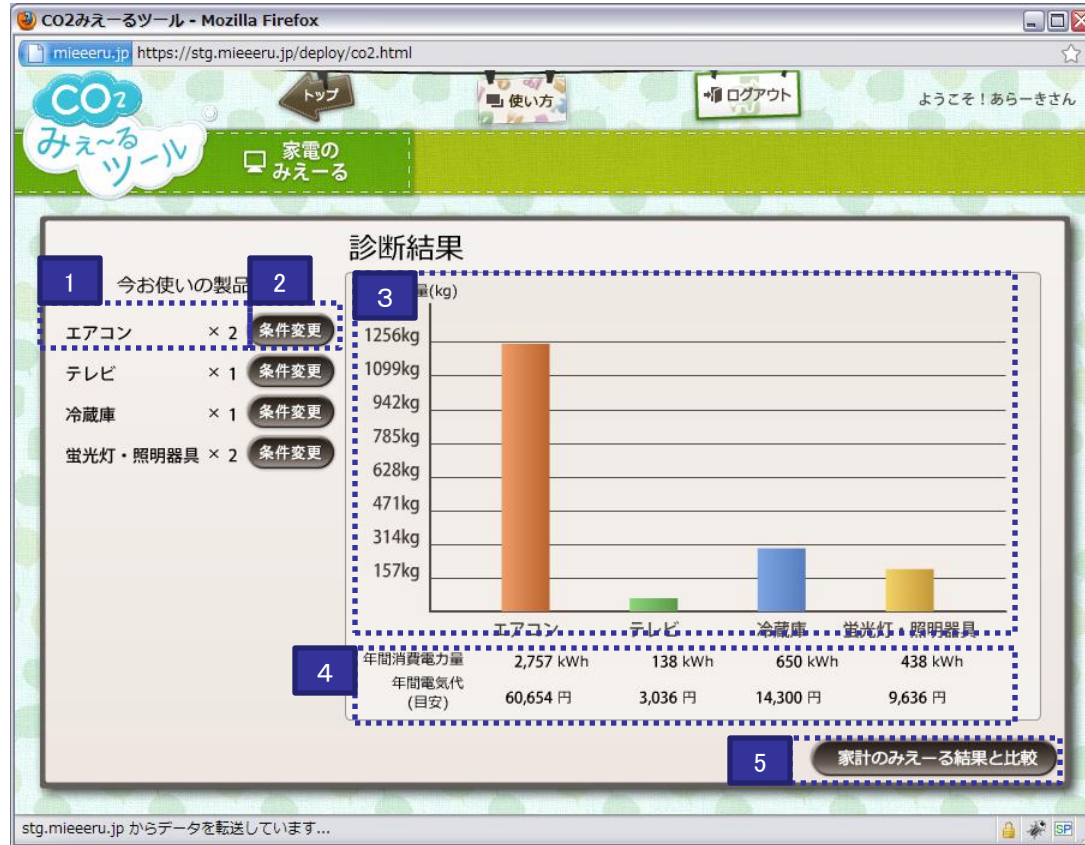 CO2みえーるツール - Mozilla Firefox
mieeeru.jp https://stg.mieeeru.jp/deploy/co2.html
トップ
使い方
ログアウト
ようこそ！あらーきさん
CO2
みえ～る
ツール
家電の
みえーる
診断結果
1
今お使いの製品
2
3
量(kg)
エアコン × 2 条件変更
テレビ × 1 条件変更
冷蔵庫 × 1 条件変更
蛍光灯・照明器具 × 2 条件変更
1256kg
1099kg
942kg
785kg
628kg
471kg
314kg
157kg
エアコン テレビ 冷蔵庫 蛍光灯・照明器具
4
年間消費電力量 2,757 kWh 138 kWh 650 kWh 438 kWh
年間電気代
(目安) 60,654 円 3,036 円 14,300 円 9,636 円
5
家計のみえーる結果と比較
stg.mieeeru.jp からデータを転送しています...
SP